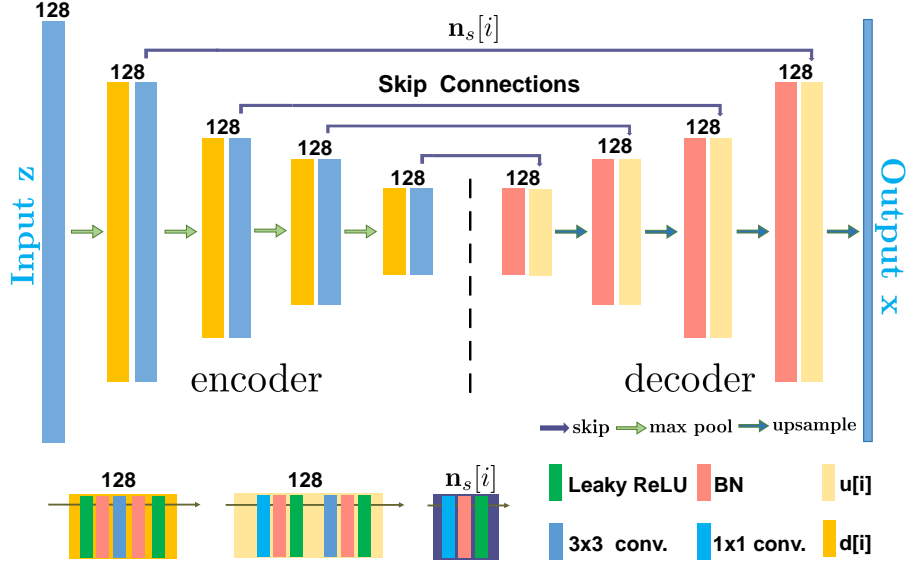 128
n_s[i]
128
128
Skip Connections
128
128
128
128
128
128
128
Input z
Output x
encoder
decoder
skip
max pool
upsample
128
128
n_s[i]
Leaky ReLU
BN
u[i]
3x3 conv.
1x1 conv.
d[i]